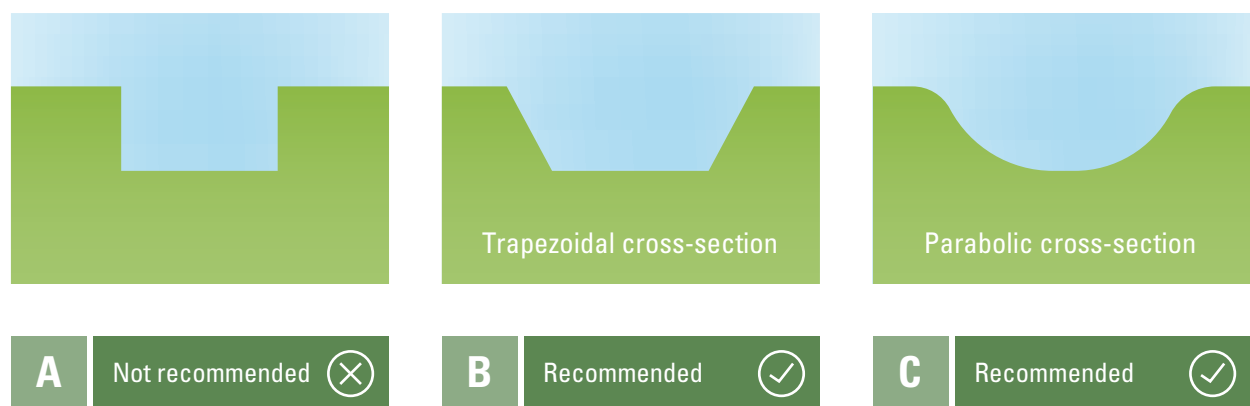 Trapezoidal cross-section
Parabolic cross-section
A Not recommended
B Recommended
C Recommended